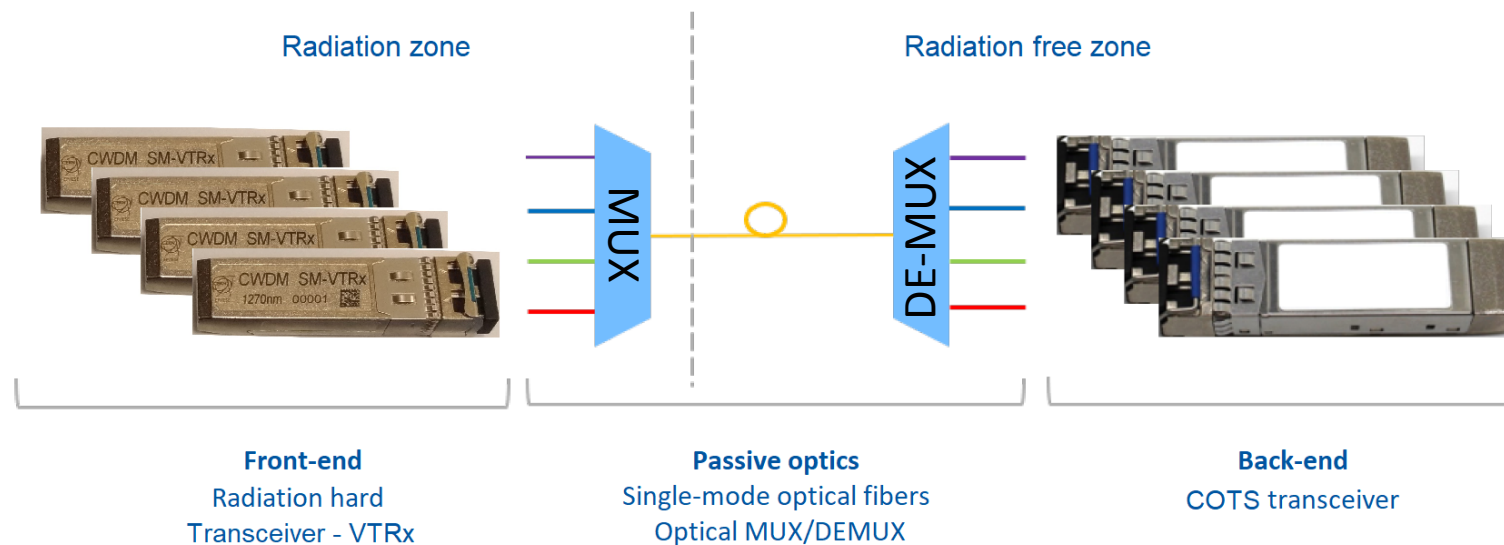 Radiation zone
Radiation free zone
CWDM SM-VTRx
CWDM SM-VTRx
CWDM SM-VTRx
CWDM SM-VTRx
1270nm 00001
MUX
DE-MUX
Front-end
Radiation hard
Transceiver - VTRx
Passive optics
Single-mode optical fibers
Optical MUX/DEMUX
Back-end
COTS transceiver